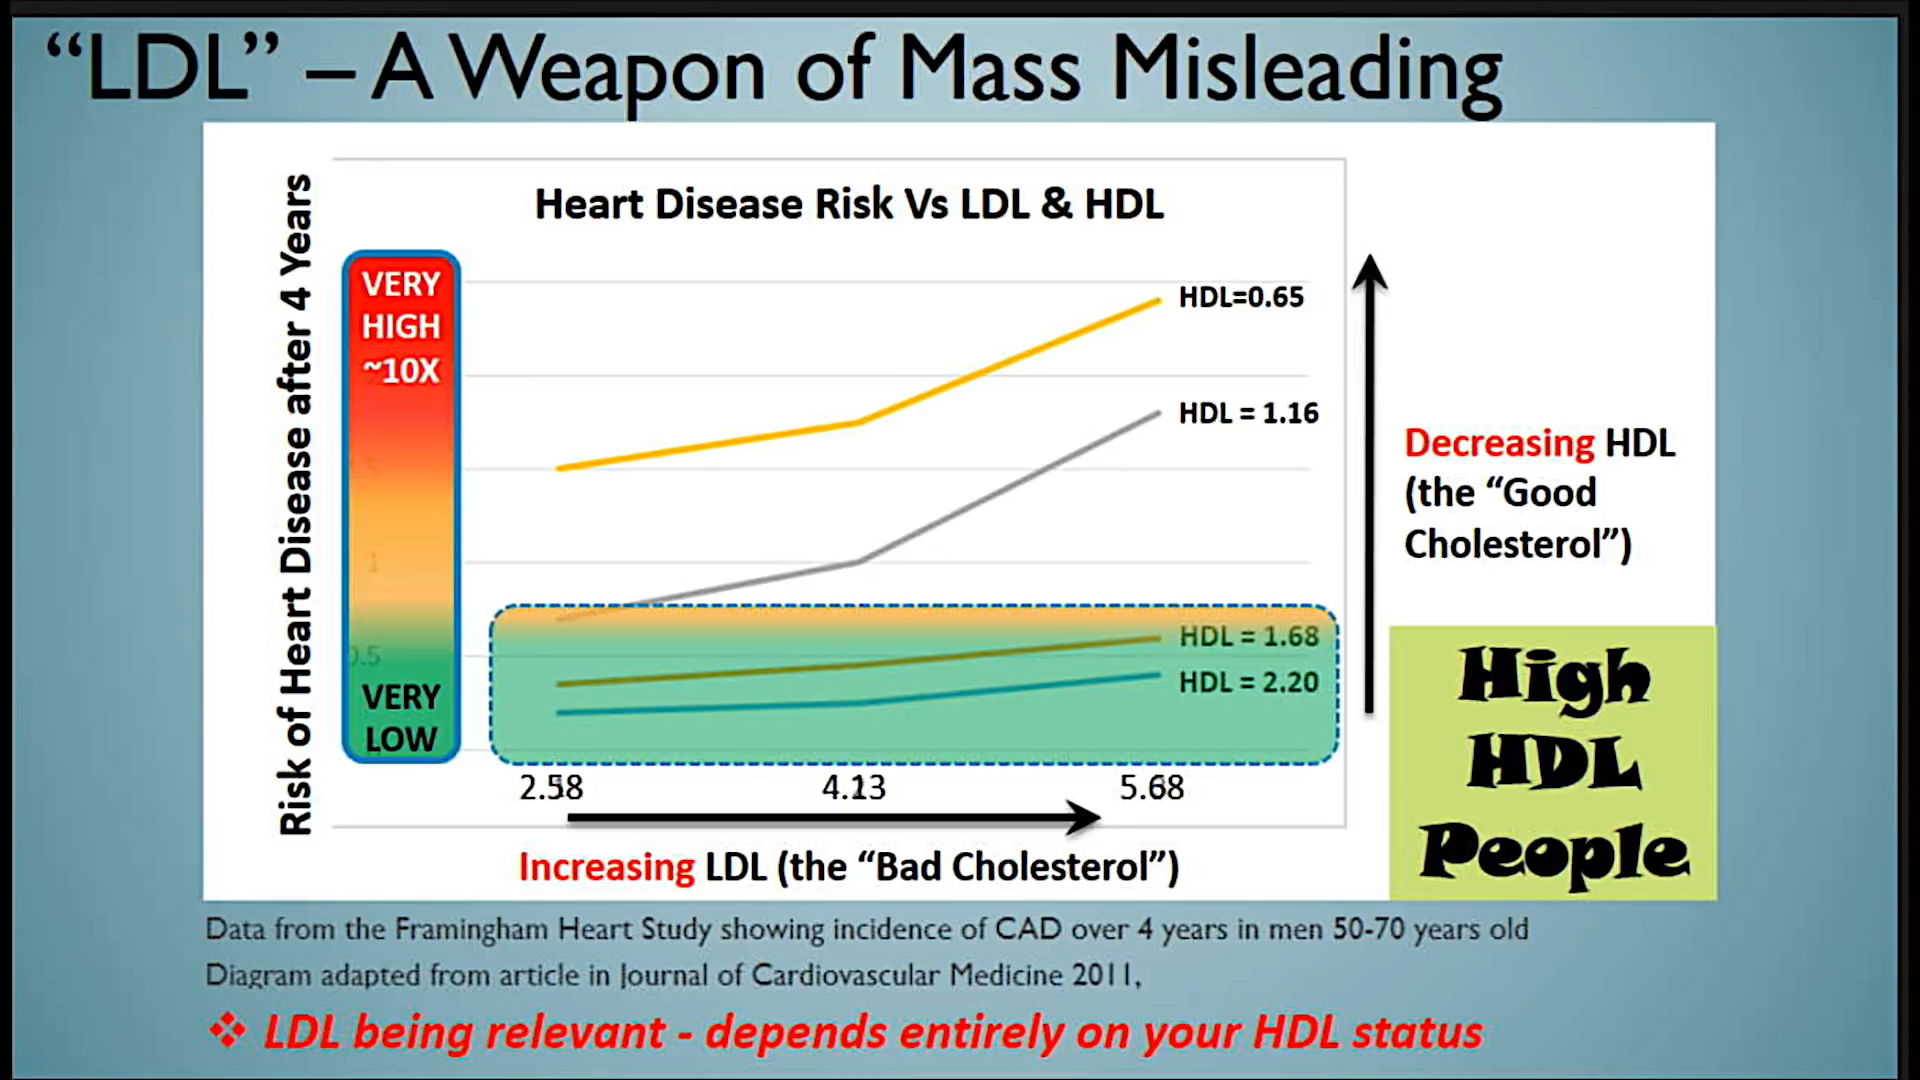 “LDL” – A Weapon of Mass Misleading
Heart Disease Risk Vs LDL & HDL
Risk of Heart Disease after 4 Years
VERY
HIGH
~10X
1
0.5
VERY
LOW
HDL=0.65
HDL = 1.16
HDL = 1.68
HDL = 2.20
Decreasing HDL
(the “Good
Cholesterol”)
High
HDL
People
2.58 4.13 5.68
Increasing LDL (the “Bad Cholesterol”)
Data from the Framingham Heart Study showing incidence of CAD over 4 years in men 50-70 years old
Diagram adapted from article in Journal of Cardiovascular Medicine 2011,
❖ LDL being relevant - depends entirely on your HDL status